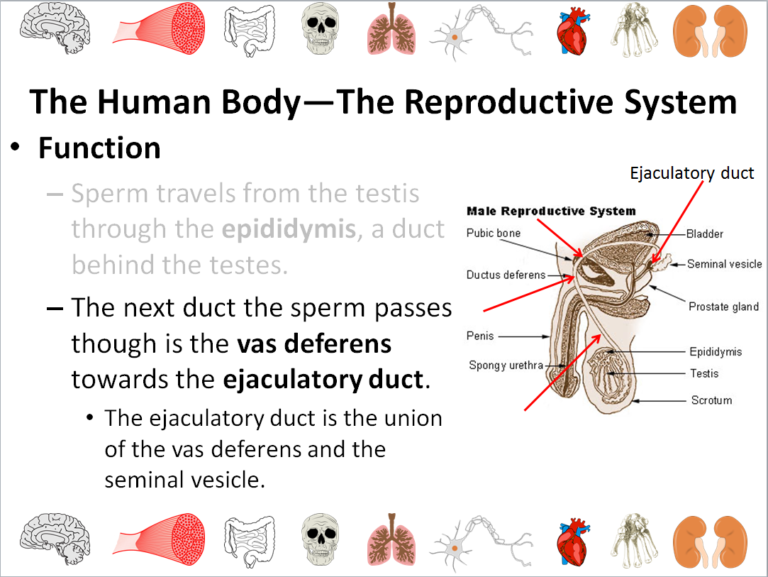 The Human Body—The Reproductive System
• Function
– Sperm travels from the testis
through the epididymis, a duct
behind the testes.
– The next duct the sperm passes
though is the vas deferens
towards the ejaculatory duct.
• The ejaculatory duct is the union
of the vas deferens and the
seminal vesicle.
Ejaculatory duct
Male Reproductive System
Pubic bone
Bladder
Ductus deferens
Seminal vesicle
Prostate gland
Penis
Epididymis
Spongy urethra
Testis
Scrotum